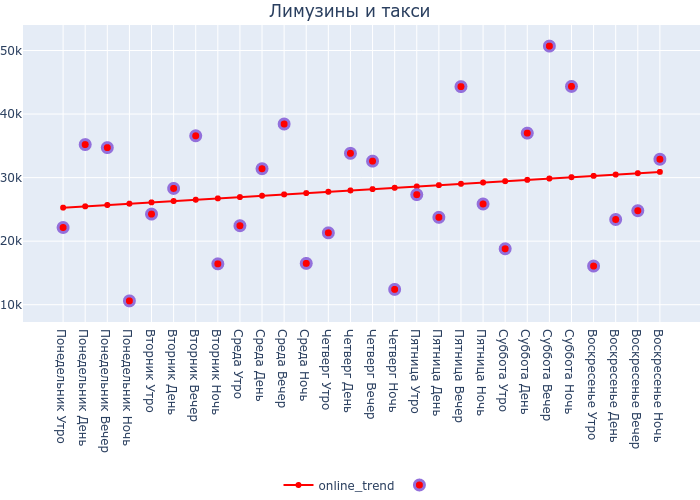 Лимузины и такси
50k
40k
30k
20k
10k
Понедельник Утро
Понедельник День
Понедельник Вечер
Понедельник Ночь
Вторник Утро
Вторник День
Вторник Вечер
Вторник Ночь
Среда Утро
Среда День
Среда Вечер
Среда Ночь
Четверг Утро
Четверг День
Четверг Вечер
Четверг Ночь
Пятница Утро
Пятница День
Пятница Вечер
Пятница Ночь
Суббота Утро
Суббота День
Суббота Вечер
Суббота Ночь
Воскресенье Утро
Воскресенье День
Воскресенье Вечер
Воскресенье Ночь
online_trend